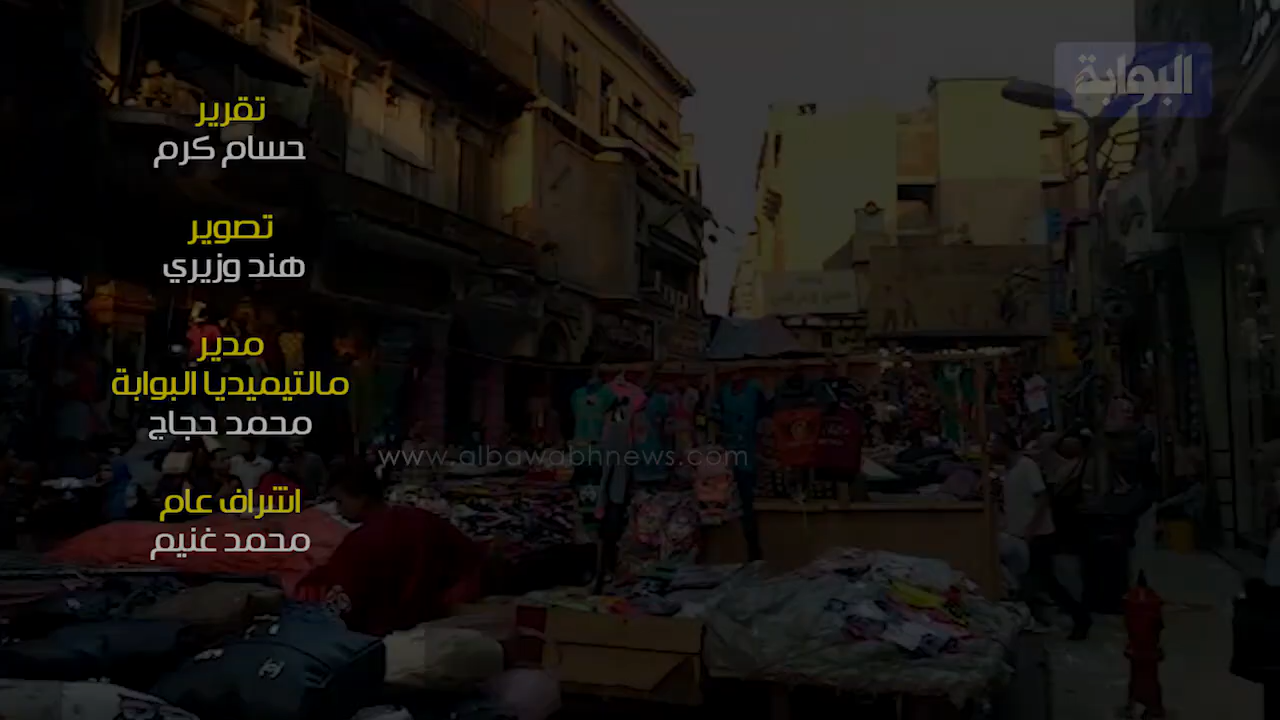 البوابة
تقرير
حسام كرم
تصوير
هند وزيري
مدير
مالتيميديا البوابة
محمد حجاج
www.albawabhnews.com
اشراف عام
محمد غنيم